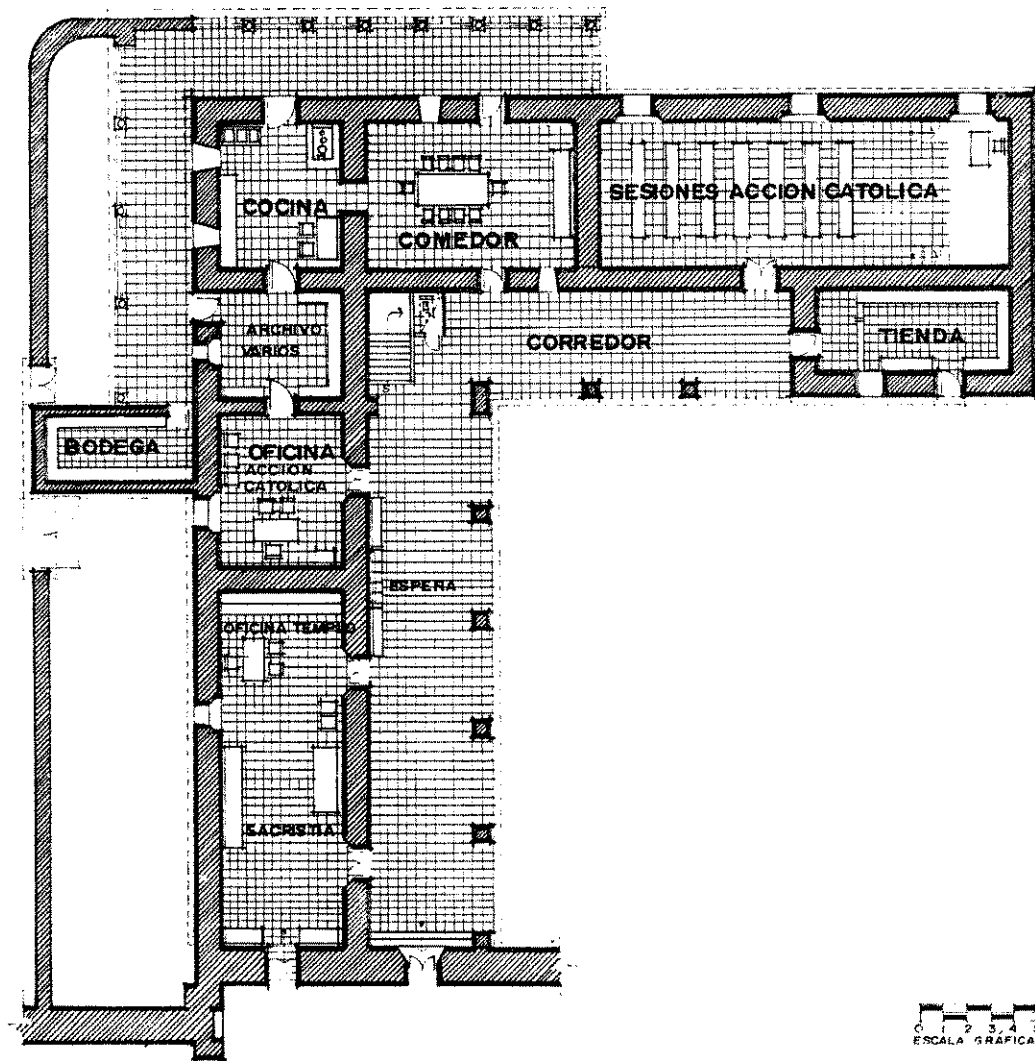 COCINA
COMEDOR
SESIONES ACCION CATOLICA
ARCHIVO
VARIOS
CORREDOR
TIENDA
S
BODEGA
OFICINA
ACCION
CATOLICA
ESPERA
OFICINA TEMPLO
SACRISTIA
0 1 2 3, 4 5
ESCALA GRAFICA